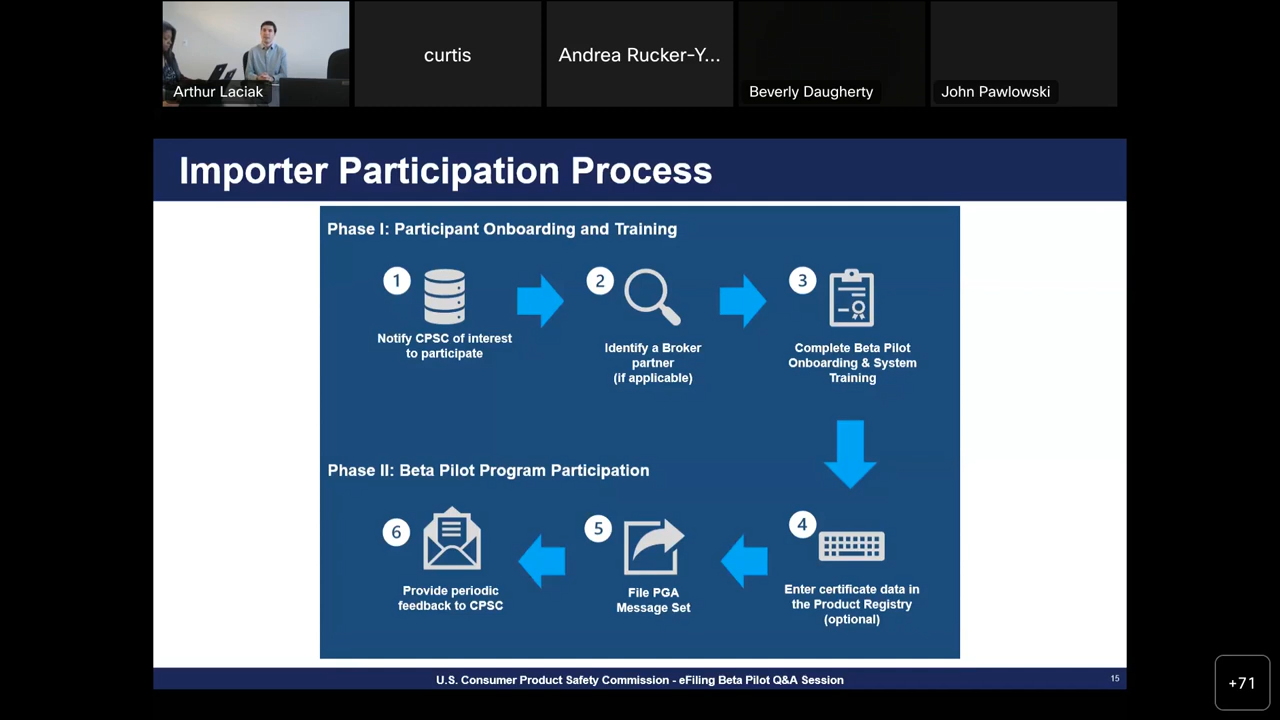 Arthur Laciak
curtis
Andrea Rucker-Y...
Beverly Daugherty
John Pawlowski
Importer Participation Process
Phase I: Participant Onboarding and Training
1
Notify CPSC of interest
to participate
2
Identify a Broker
partner
(if applicable)
3
Complete Beta Pilot
Onboarding & System
Training
Phase II: Beta Pilot Program Participation
6
Provide periodic
feedback to CPSC
5
File PGA
Message Set
4
Enter certificate data in
the Product Registry
(optional)
U.S. Consumer Product Safety Commission - eFiling Beta Pilot Q&A Session
15
+71